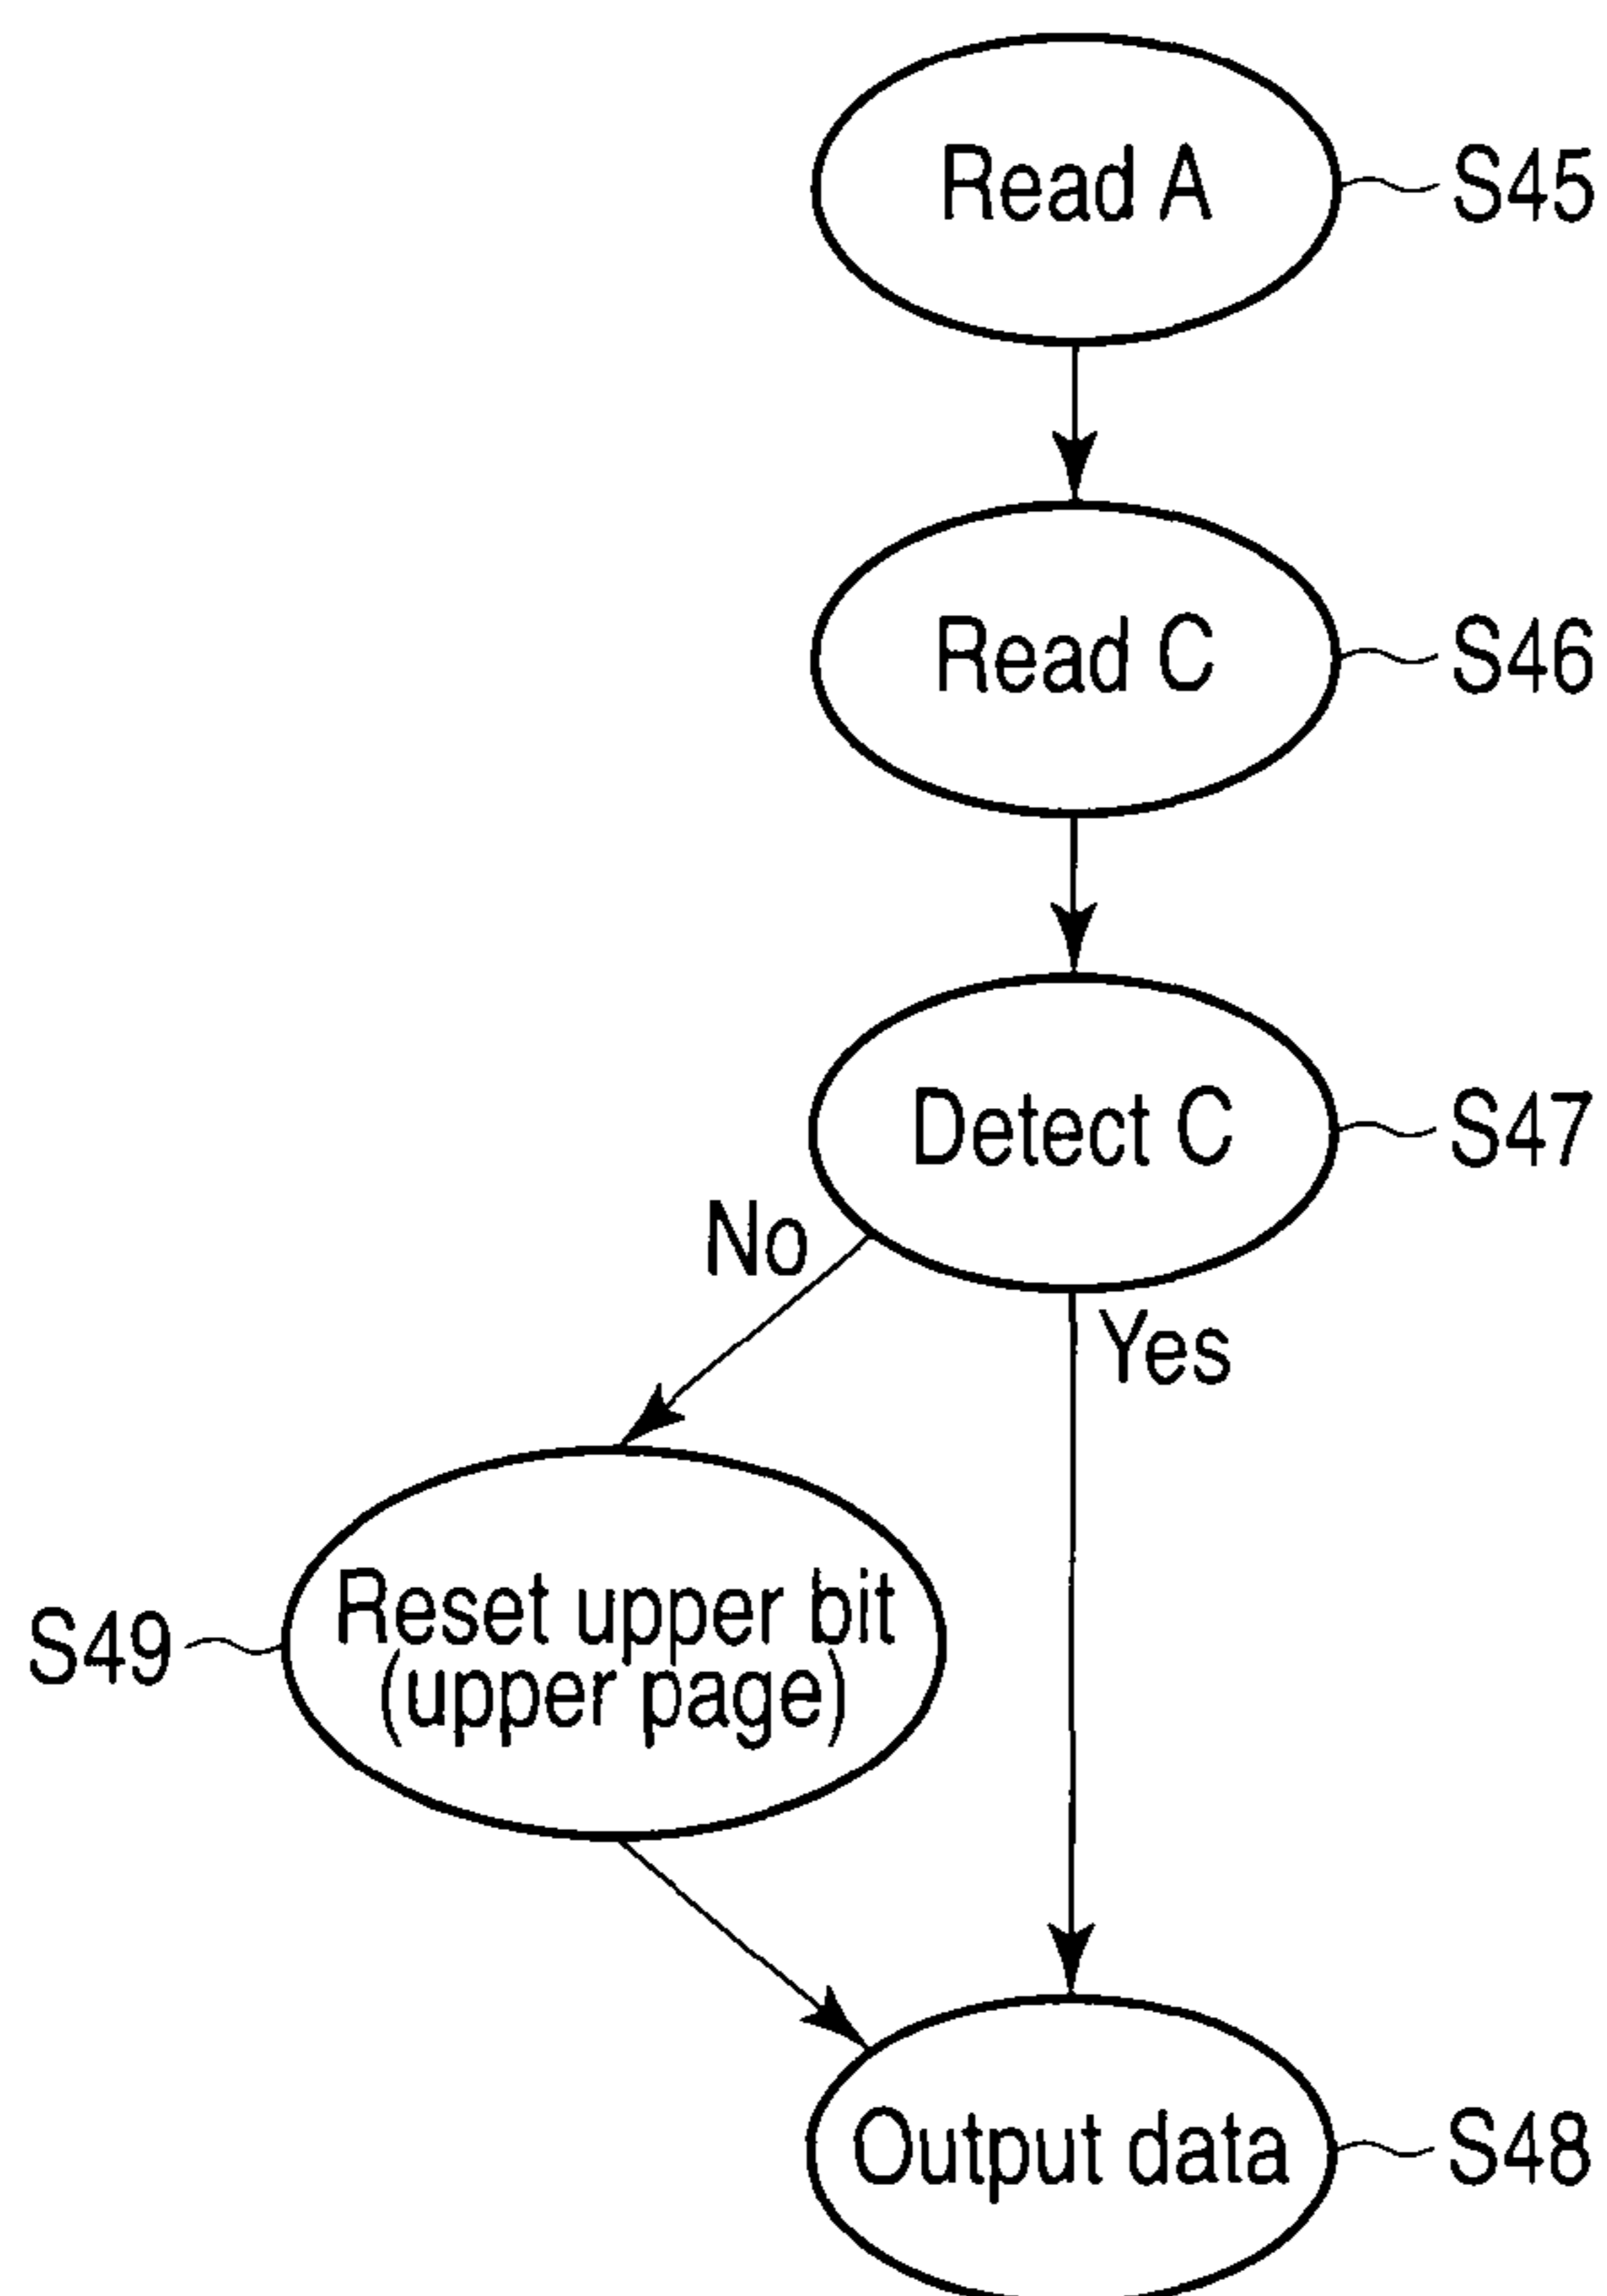 Read A
S45
Read C
S46
Detect C
S47
No
Yes
Reset upper bit
(upper page)
S49
Output data
S48